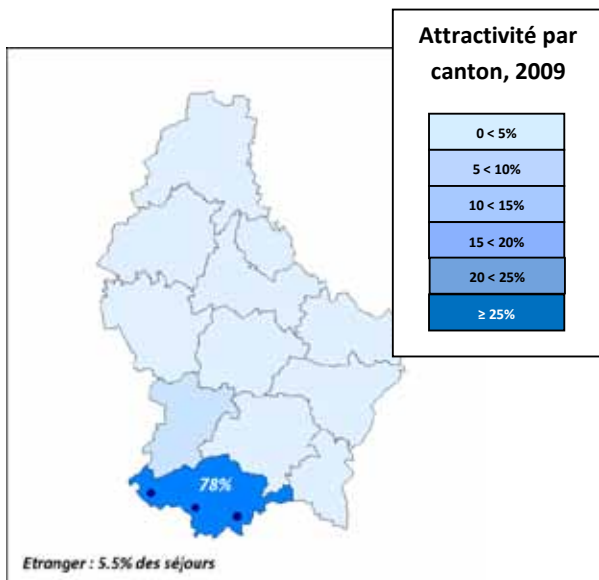 Attractivité par
canton, 2009
0 < 5%
5 < 10%
10 < 15%
15 < 20%
20 < 25%
≥ 25%
78%
Etranger : 5.5% des séjours